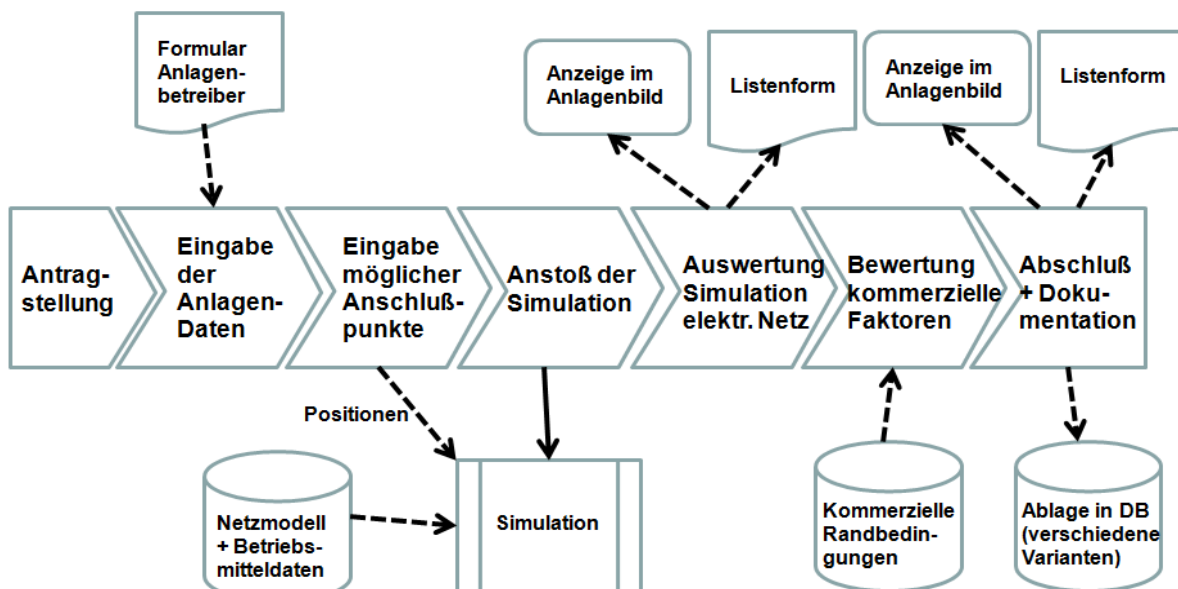 Formular
Anlagen-
betreiber
Anzeige im
Anlagenbild
Listenform
Anzeige im
Anlagenbild
Listenform
Antrag-
stellung
Eingabe
der
Anlagen-
Daten
Eingabe
möglicher
Anschluß-
punkte
Anstoß der
Simulation
Auswertung
Simulation
elektr. Netz
Bewertung
kommerzielle
Faktoren
Abschluß
+ Doku-
mentation
Positionen
Netzmodell
+ Betriebs-
mitteldaten
Simulation
Kommerzielle
Randbedin-
gungen
Ablage in DB
(verschiedene
Varianten)